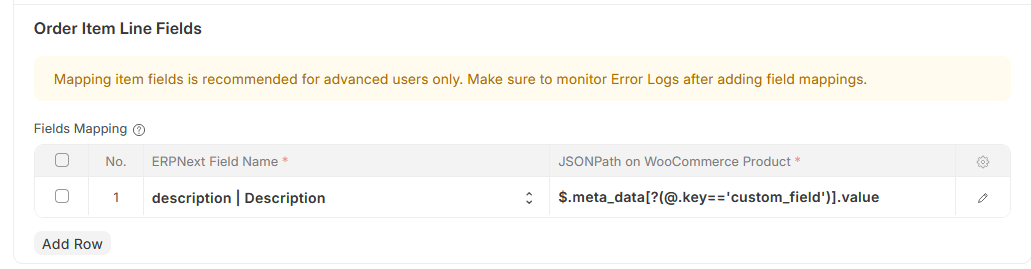 Order Item Line Fields
Mapping item fields is recommended for advanced users only. Make sure to monitor Error Logs after adding field mappings.
Fields Mapping
No. ERPNext Field Name * JSONPath on WooCommerce Product *
1 description | Description $.meta_data[?(@.key=='custom_field')].value
Add Row